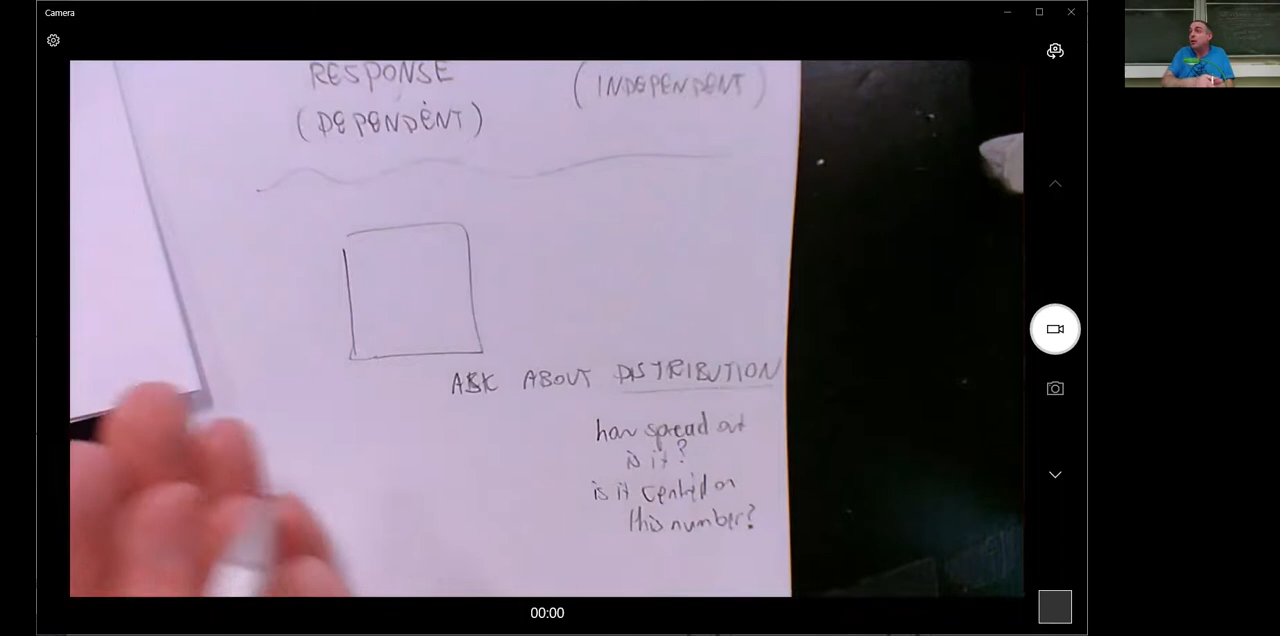 Camera
RESPONSE
(DEPENDENT)
(INDEPENDENT)
ASK ABOUT DISTRIBUTION
how spread out
is it?
is it centered on
this number?
00:00